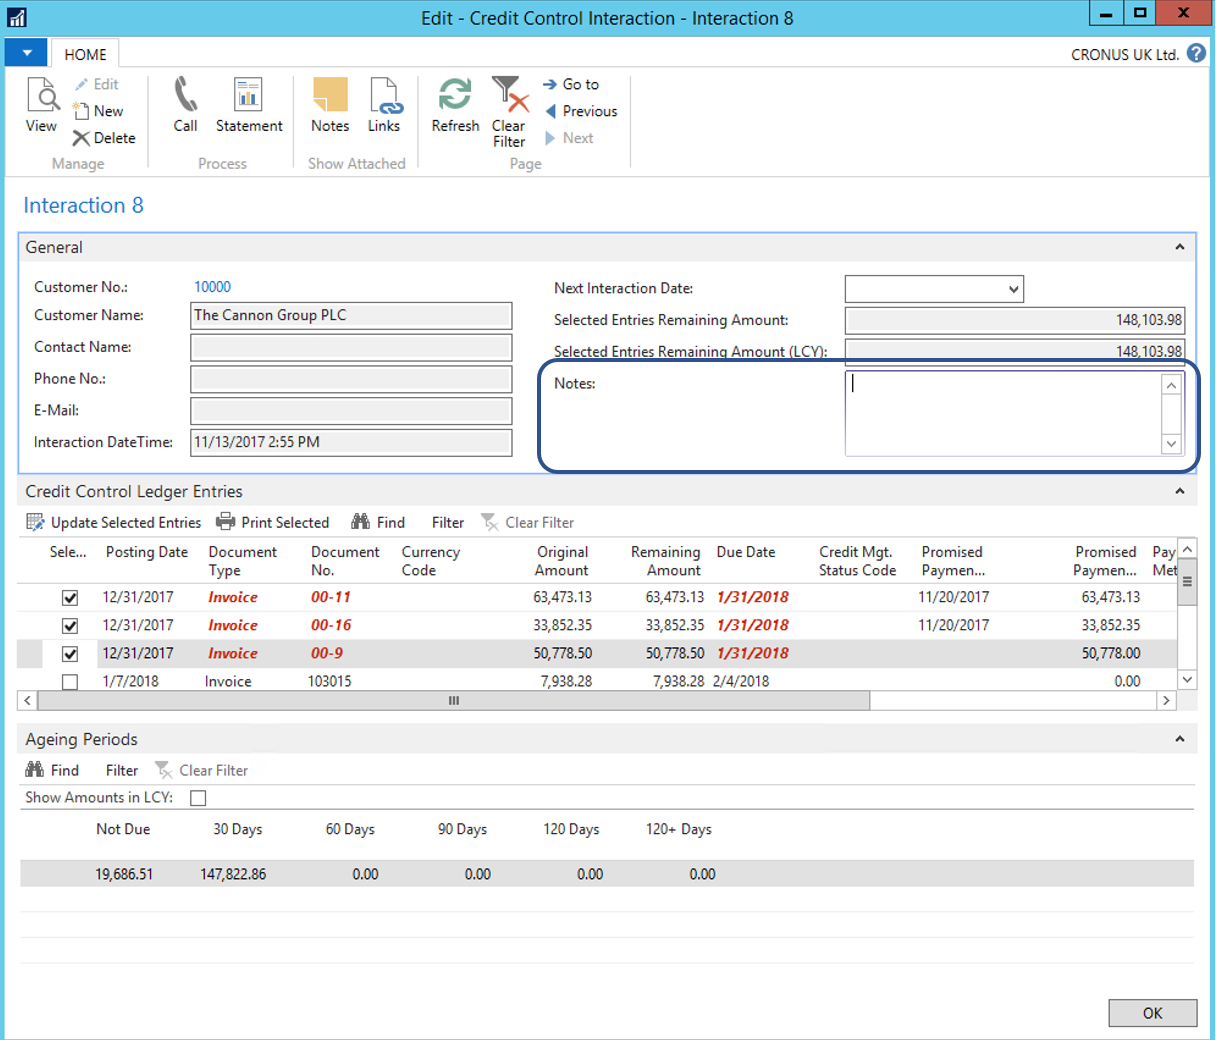 Edit - Credit Control Interaction - Interaction 8
HOME
CRONUS UK Ltd.
View
Edit
New
Delete
Manage
Call
Statement
Process
Notes
Links
Show Attached
Refresh
Clear
Filter
Go to
Previous
Next
Page
Interaction 8
General
Customer No.: 10000
Customer Name: The Cannon Group PLC
Contact Name:
Phone No.:
E-Mail:
Interaction DateTime: 11/13/2017 2:55 PM
Next Interaction Date:
Selected Entries Remaining Amount: 148,103.98
Selected Entries Remaining Amount (LCY): 148,103.98
Notes:
Credit Control Ledger Entries
Update Selected Entries Print Selected Find Filter Clear Filter
Sele... Posting Date Document Document Currency Original Remaining Due Date Credit Mgt. Promised Promised Pay
Type No. Code Amount Amount Status Code Paymen... Paymen... Met
12/31/2017 Invoice 00-11 63,473.13 63,473.13 1/31/2018 11/20/2017 63,473.13
12/31/2017 Invoice 00-16 33,852.35 33,852.35 1/31/2018 11/20/2017 33,852.35
12/31/2017 Invoice 00-9 50,778.50 50,778.50 1/31/2018 50,778.00
1/7/2018 Invoice 103015 7,938.28 7,938.28 2/4/2018 0.00
Ageing Periods
Find Filter Clear Filter
Show Amounts in LCY:
Not Due 30 Days 60 Days 90 Days 120 Days 120+ Days
19,686.51 147,822.86 0.00 0.00 0.00 0.00
OK